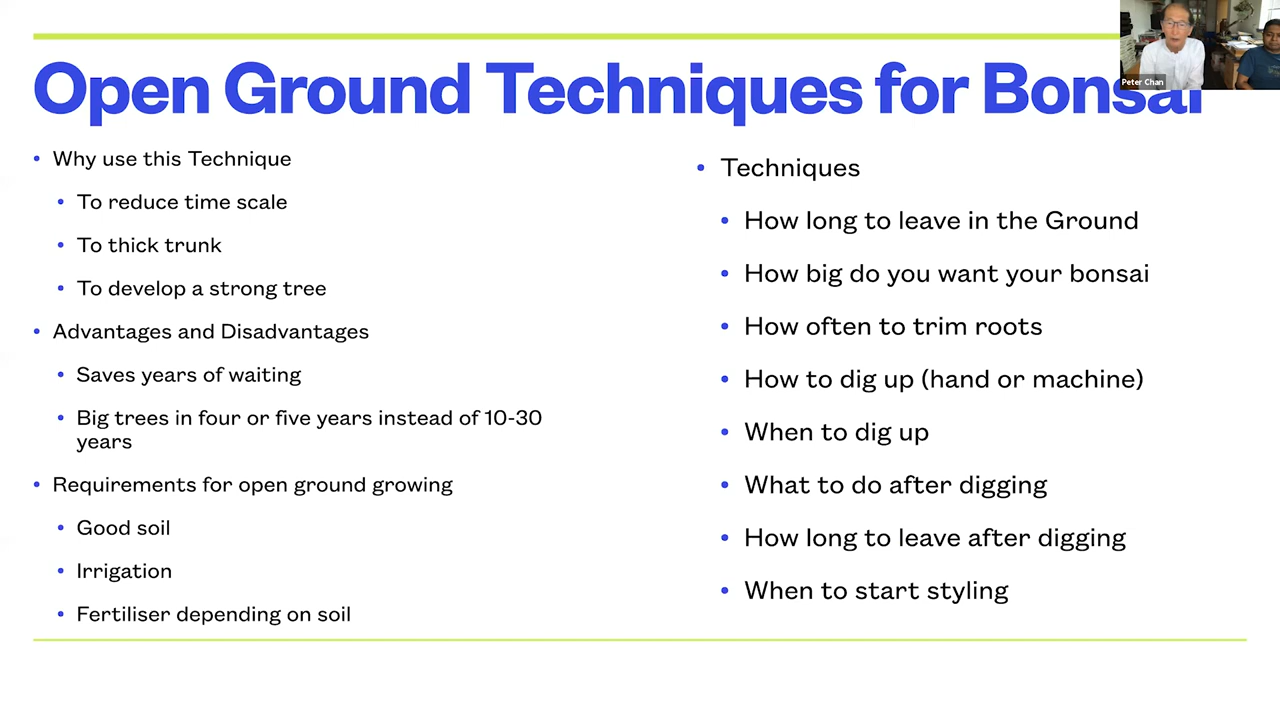 Open Ground Techniques for Bonsai
Peter Chan
• Why use this Technique
• To reduce time scale
• To thick trunk
• To develop a strong tree
• Advantages and Disadvantages
• Saves years of waiting
• Big trees in four or five years instead of 10-30
years
• Requirements for open ground growing
• Good soil
• Irrigation
• Fertiliser depending on soil
• Techniques
• How long to leave in the Ground
• How big do you want your bonsai
• How often to trim roots
• How to dig up (hand or machine)
• When to dig up
• What to do after digging
• How long to leave after digging
• When to start styling